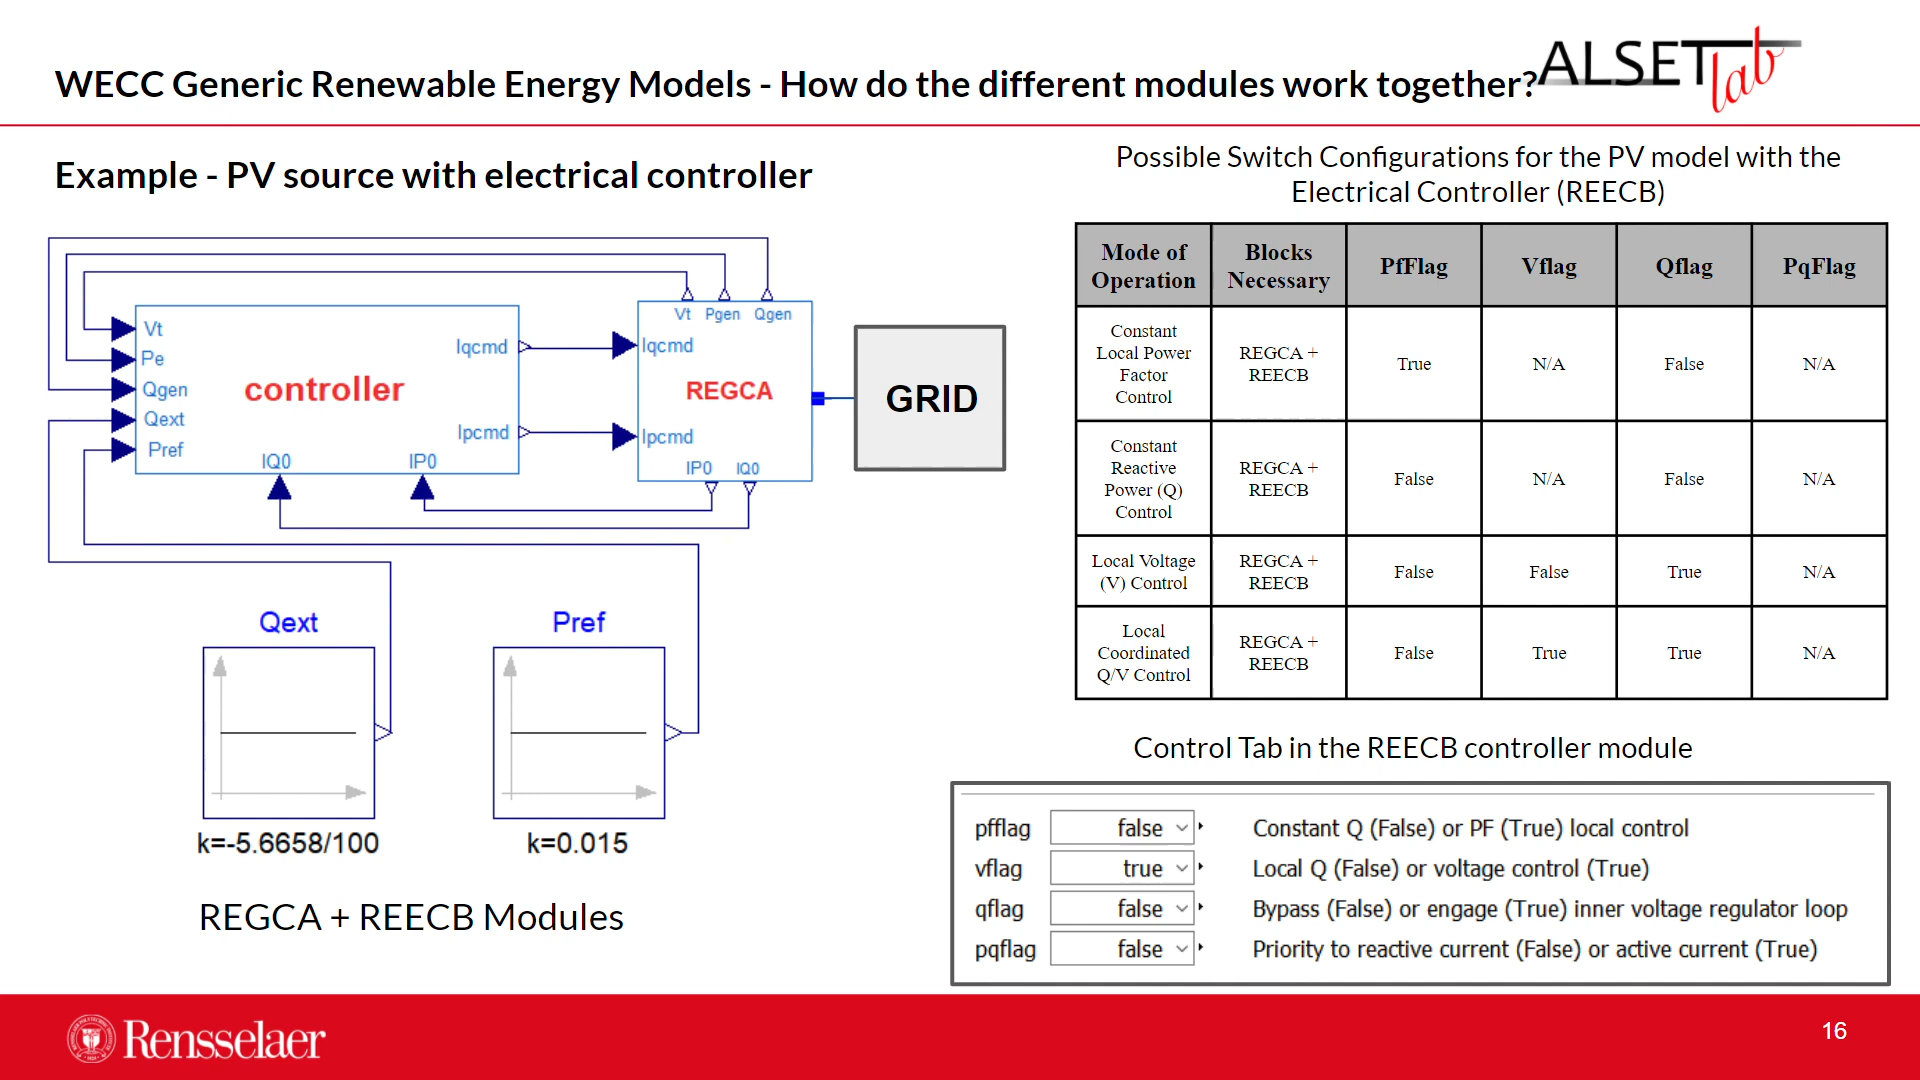 WECC Generic Renewable Energy Models - How do the different modules work together?
ALSET lab
Example - PV source with electrical controller
Vt
Pe
Qgen
Qext
Pref
controller
Iqcmd
Ipcmd
IQ0
IP0
Vt Pgen Qgen
Iqcmd
REGCA
Ipcmd
IP0 IQ0
GRID
Qext
k=-5.6658/100
Pref
k=0.015
REGCA + REECB Modules
Possible Switch Configurations for the PV model with the
Electrical Controller (REECB)
Mode of
Operation
Blocks
Necessary
PfFlag
Vflag
Qflag
PqFlag
Constant
Local Power
Factor
Control
REGCA +
REECB
True
N/A
False
N/A
Constant
Reactive
Power (Q)
Control
REGCA +
REECB
False
N/A
False
N/A
Local Voltage
(V) Control
REGCA +
REECB
False
False
True
N/A
Local
Coordinated
Q/V Control
REGCA +
REECB
False
True
True
N/A
Control Tab in the REECB controller module
pfflag false Constant Q (False) or PF (True) local control
vflag true Local Q (False) or voltage control (True)
qflag false Bypass (False) or engage (True) inner voltage regulator loop
pqflag false Priority to reactive current (False) or active current (True)
Rensselaer
16